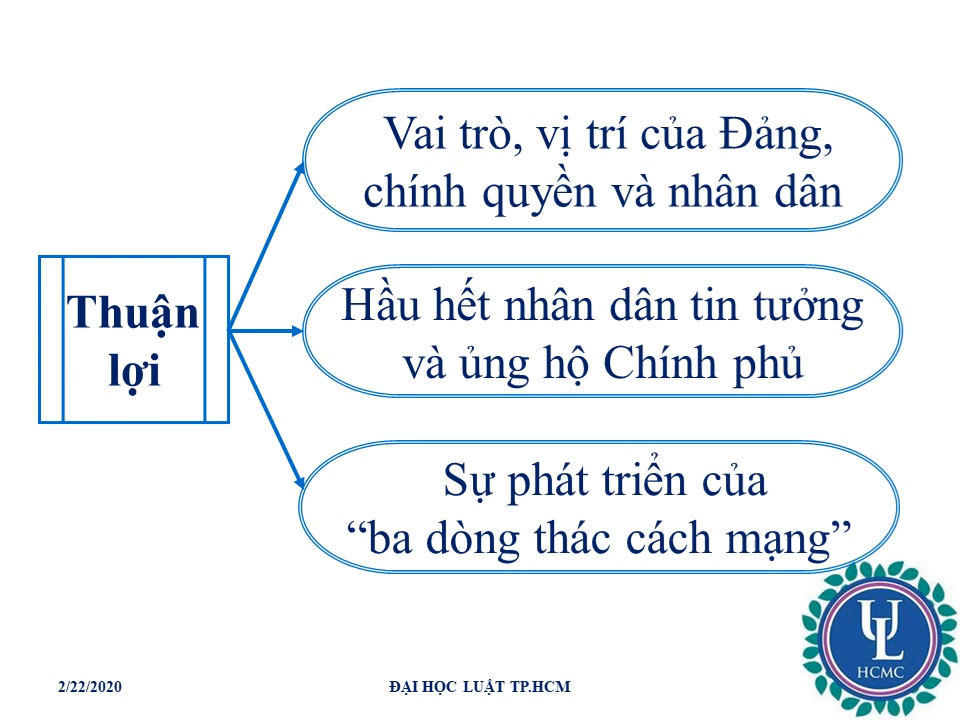 Vai trò, vị trí của Đảng,
chính quyền và nhân dân
Thuận
lợi
Hầu hết nhân dân tin tưởng
và ủng hộ Chính phủ
Sự phát triển của
“ba dòng thác cách mạng”
UL
HCMC
2/22/2020
ĐẠI HỌC LUẬT TP.HCM